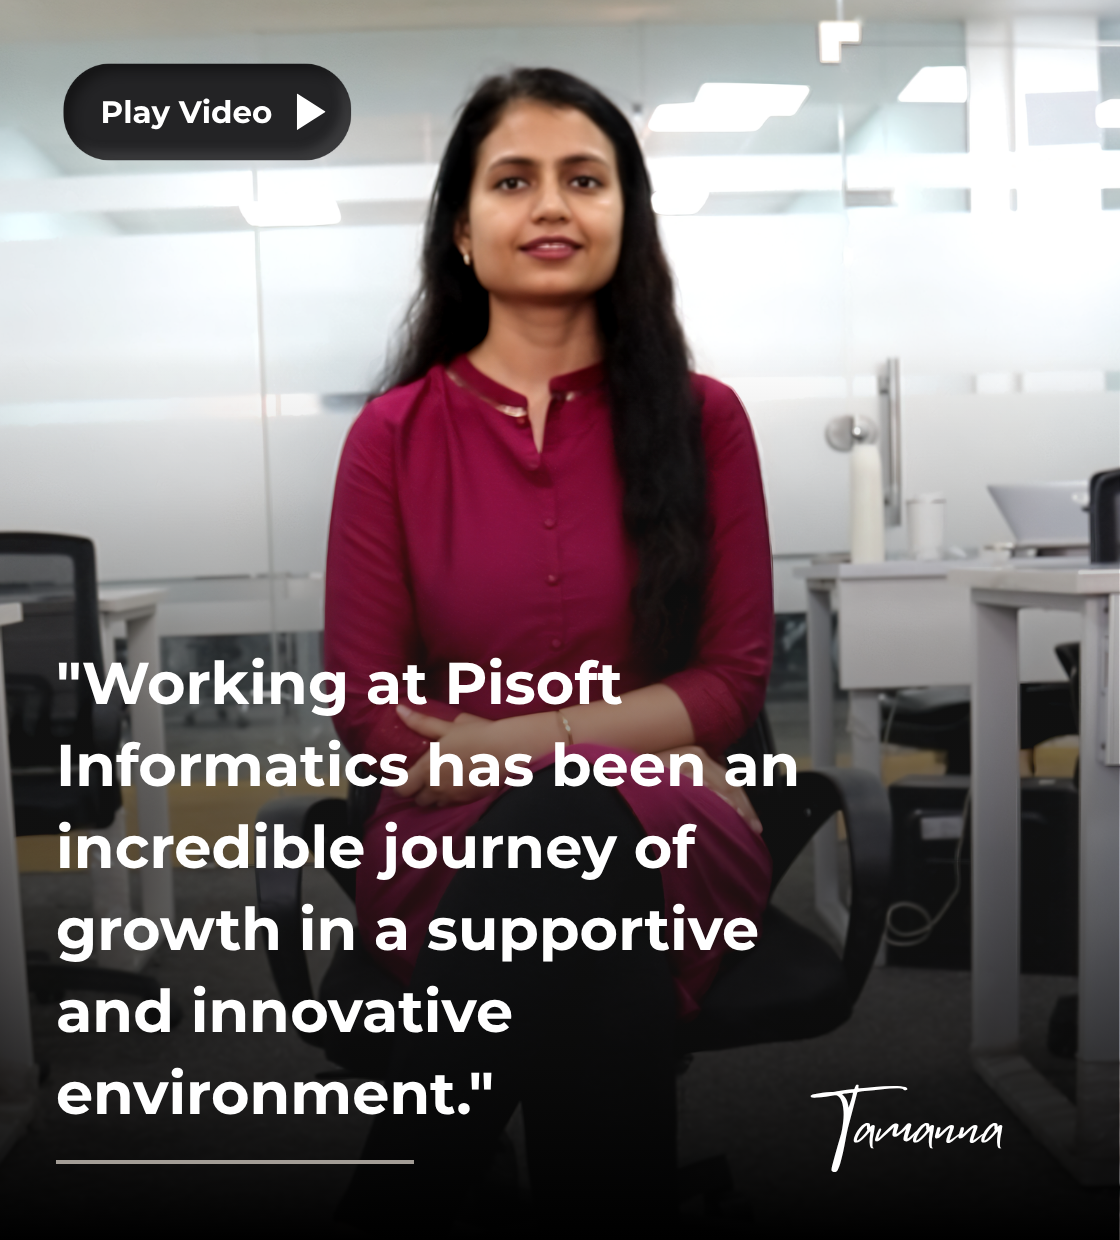 Play Video
"Working at Pisoft
Informatics has been an
incredible journey of
growth in a supportive
and innovative
environment."
Tamanna